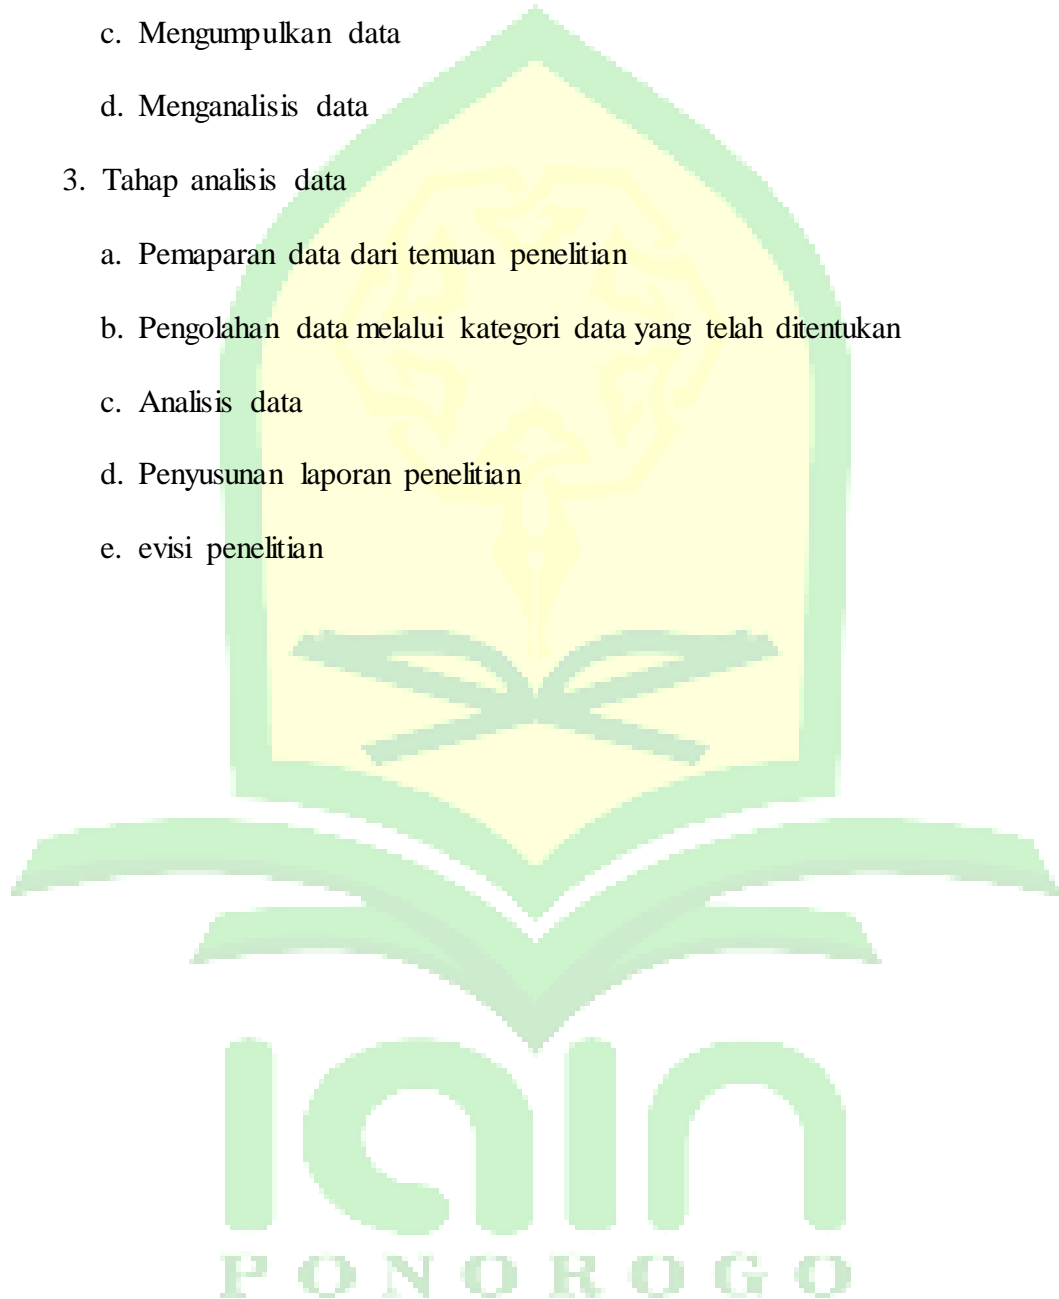 c. Mengumpulkan data
d. Menganalisis data
3. Tahap analisis data
a. Pemaparan data dari temuan penelitian
b. Pengolahan data melalui kategori data yang telah ditentukan
c. Analisis data
d. Penyusunan laporan penelitian
e. evisi penelitian
iain
PONOROGO